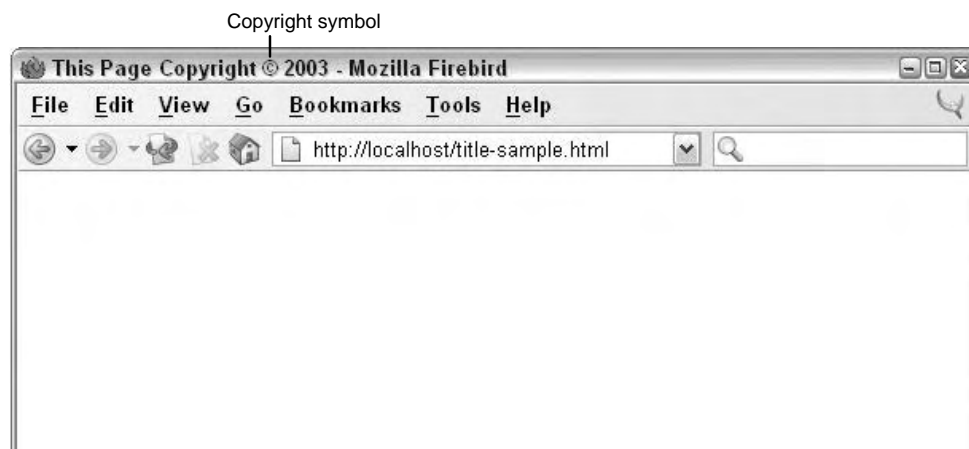 Copyright symbol
This Page Copyright © 2003 - Mozilla Firebird
File Edit View Go Bookmarks Tools Help
http://localhost/title-sample.html